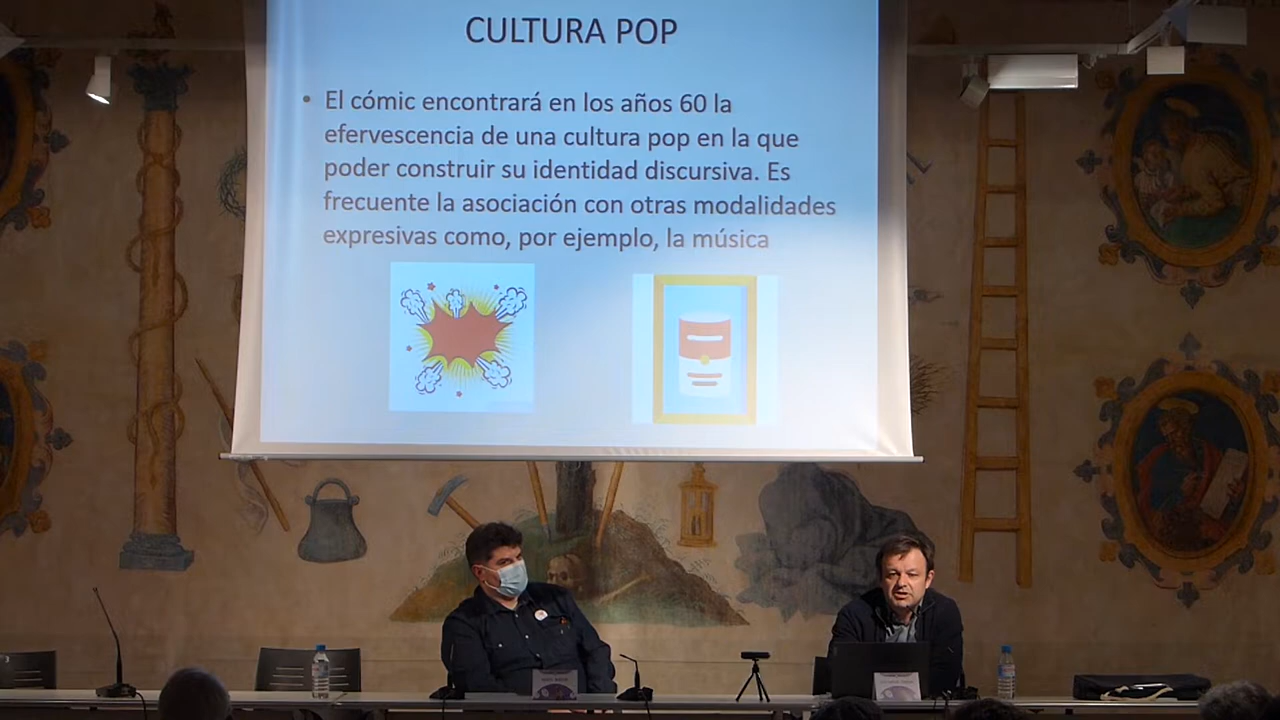 CULTURA POP
• El cómic encontrará en los años 60 la
efervescencia de una cultura pop en la que
poder construir su identidad discursiva. Es
frecuente la asociación con otras modalidades
expresivas como, por ejemplo, la música